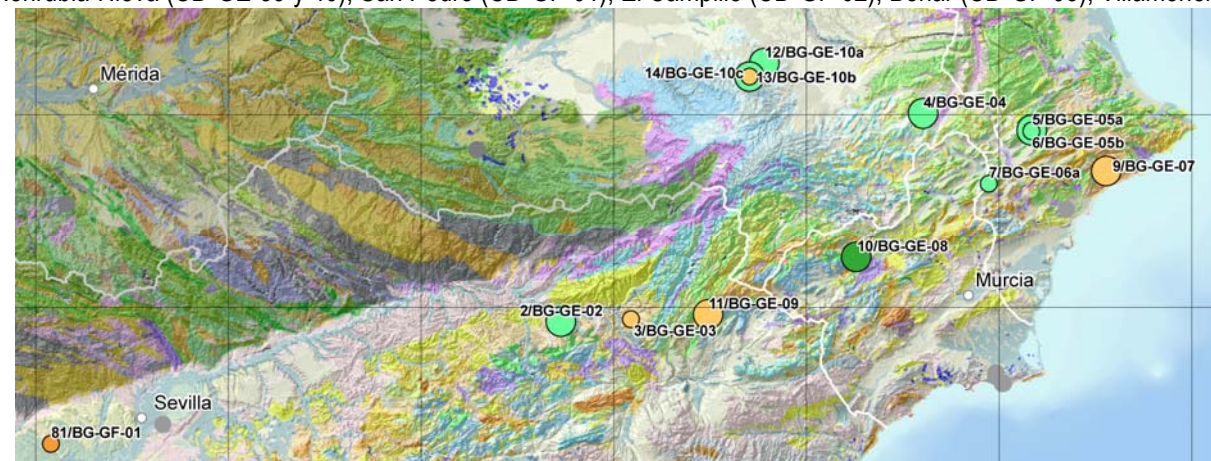 12/BG-GE-10a
14/BG-GE-10c
13/BG-GE-10b
Mérida
4/BG-GE-04
5/BG-GE-05a
6/BG-GE-05b
9/BG-GE-07
7/BG-GE-06a
10/BG-GE-08
Murcia
2/BG-GE-02
11/BG-GE-09
3/BG-GE-03
Sevilla
81/BG-GF-01